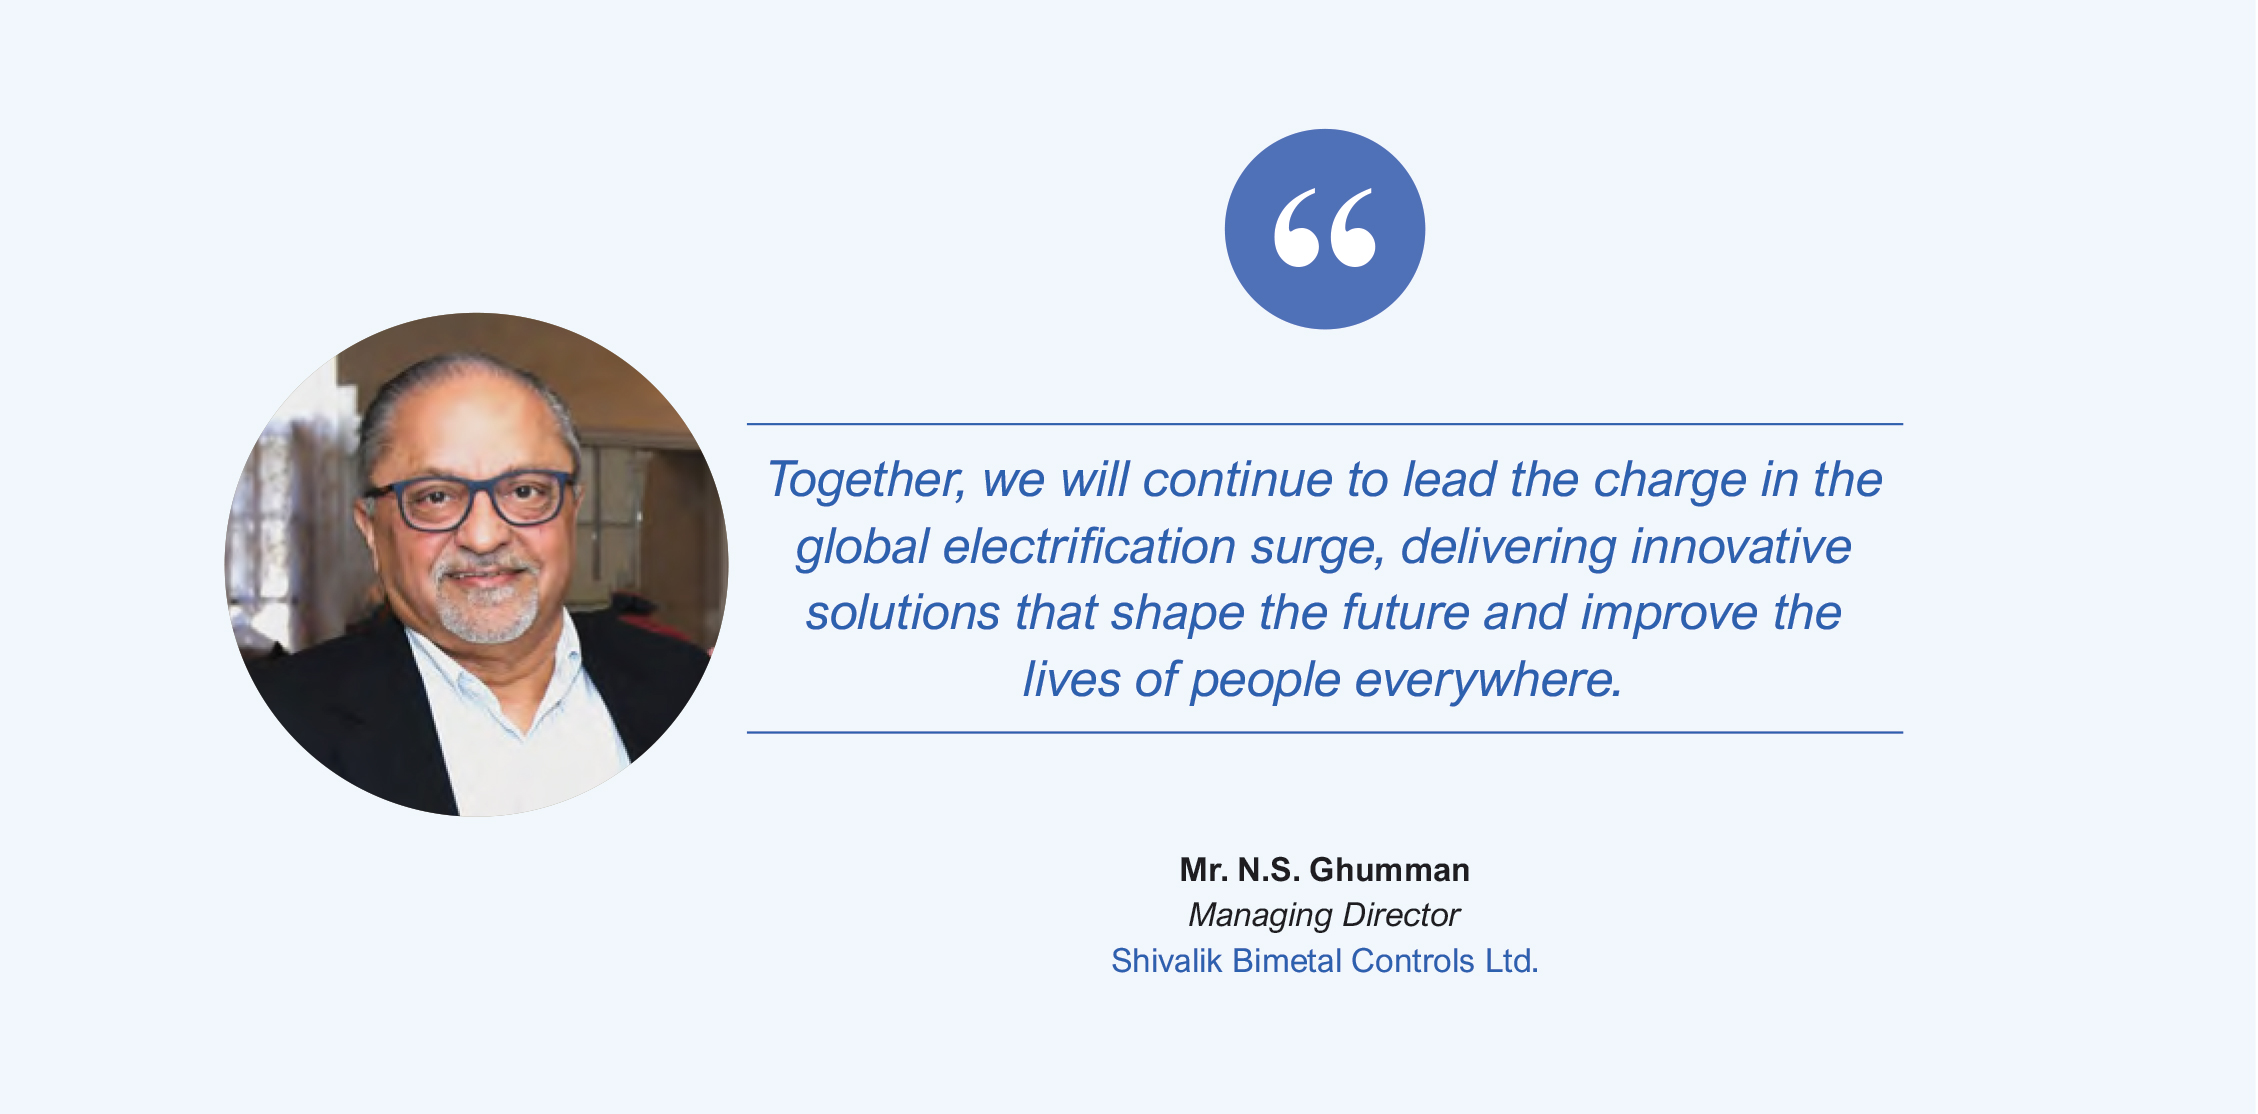 “
Together, we will continue to lead the charge in the
global electrification surge, delivering innovative
solutions that shape the future and improve the
lives of people everywhere.
Mr. N.S. Ghumman
Managing Director
Shivalik Bimetal Controls Ltd.